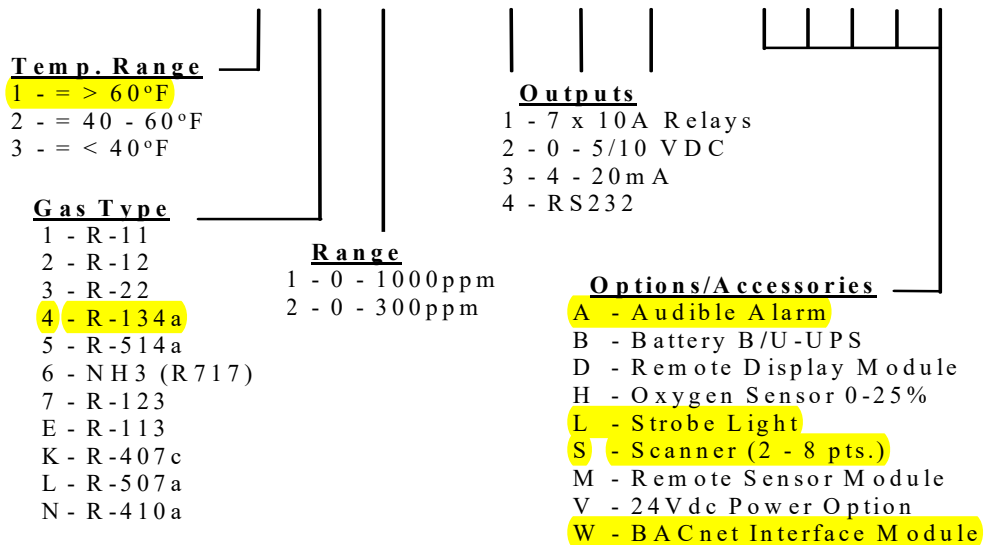 Temp. Range
1 - = > 60°F
2 - = 40 - 60°F
3 - = < 40°F
Gas Type
1 - R-11
2 - R-12
3 - R-22
4 - R-134a
5 - R-514a
6 - NH3 (R717)
7 - R-123
E - R-113
K - R-407c
L - R-507a
N - R-410a
Range
1 - 0 - 1000ppm
2 - 0 - 300ppm
Outputs
1 - 7 x 10A Relays
2 - 0 - 5/10 VDC
3 - 4 - 20mA
4 - RS232
Options/Accessories
A - Audible Alarm
B - Battery B/U-UPS
D - Remote Display Module
H - Oxygen Sensor 0-25%
L - Strobe Light
S - Scanner (2 - 8 pts.)
M - Remote Sensor Module
V - 24Vdc Power Option
W - BACnet Interface Module